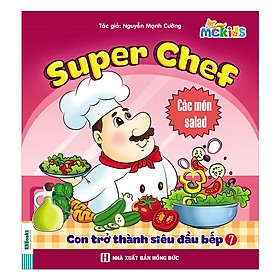 Tác giả: Nguyễn Mạnh Cường
mcKiDS
Super Chef
Các món
salad
Con trở thành siêu đầu bếp 7
NHÀ XUẤT BẢN HỒNG ĐỨC